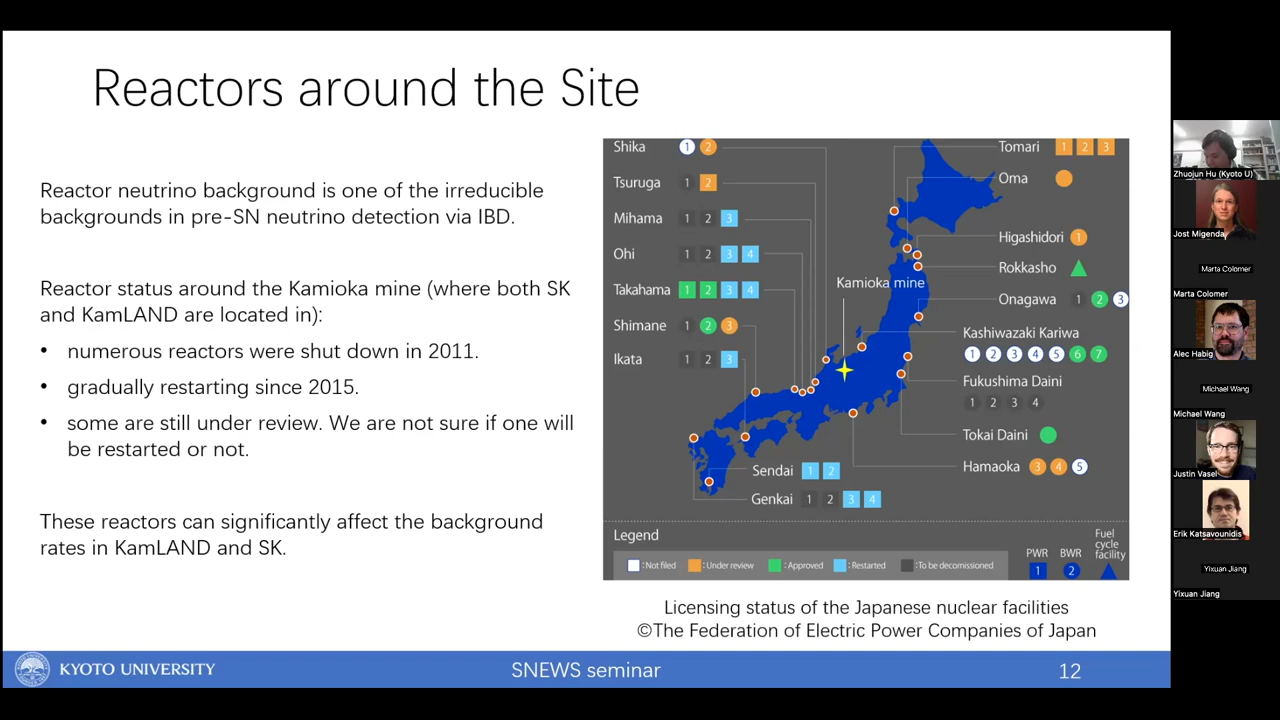 Reactors around the Site
Reactor neutrino background is one of the irreducible
backgrounds in pre-SN neutrino detection via IBD.
Reactor status around the Kamioka mine (where both SK
and KamLAND are located in):
• numerous reactors were shut down in 2011.
• gradually restarting since 2015.
• some are still under review. We are not sure if one will
be restarted or not.
These reactors can significantly affect the background
rates in KamLAND and SK.
Shika 1 2
Tsuruga 1 2
Mihama 1 2 3
Ohi 1 2 3 4
Takahama 1 2 3 4
Shimane 1 2 3
Ikata 1 2 3
Kamioka mine
Tomari 1 2 3
Oma
Higashidori 1
Rokkasho
Onagawa 1 2 3
Kashiwazaki Kariwa
1 2 3 4 5 6 7
Fukushima Daini
1 2 3 4
Tokai Daini
Hamaoka 3 4 5
Sendai 1 2
Genkai 1 2 3 4
Legend
:Not filed :Under review :Approved :Restarted :To be decomissioned
PWR
1
BWR
2
Fuel
cycle
facility
Licensing status of the Japanese nuclear facilities
©The Federation of Electric Power Companies of Japan
KYOTO UNIVERSITY
SNEWS seminar
12
Zhuojun Hu (Kyoto U)
Jost Migenda
Marta Colomer
Marta Colomer
Alec Habig
Michael Wang
Michael Wang
Justin Vasel
Erik Katsavounidis
Yixuan Jiang
Yixuan Jiang